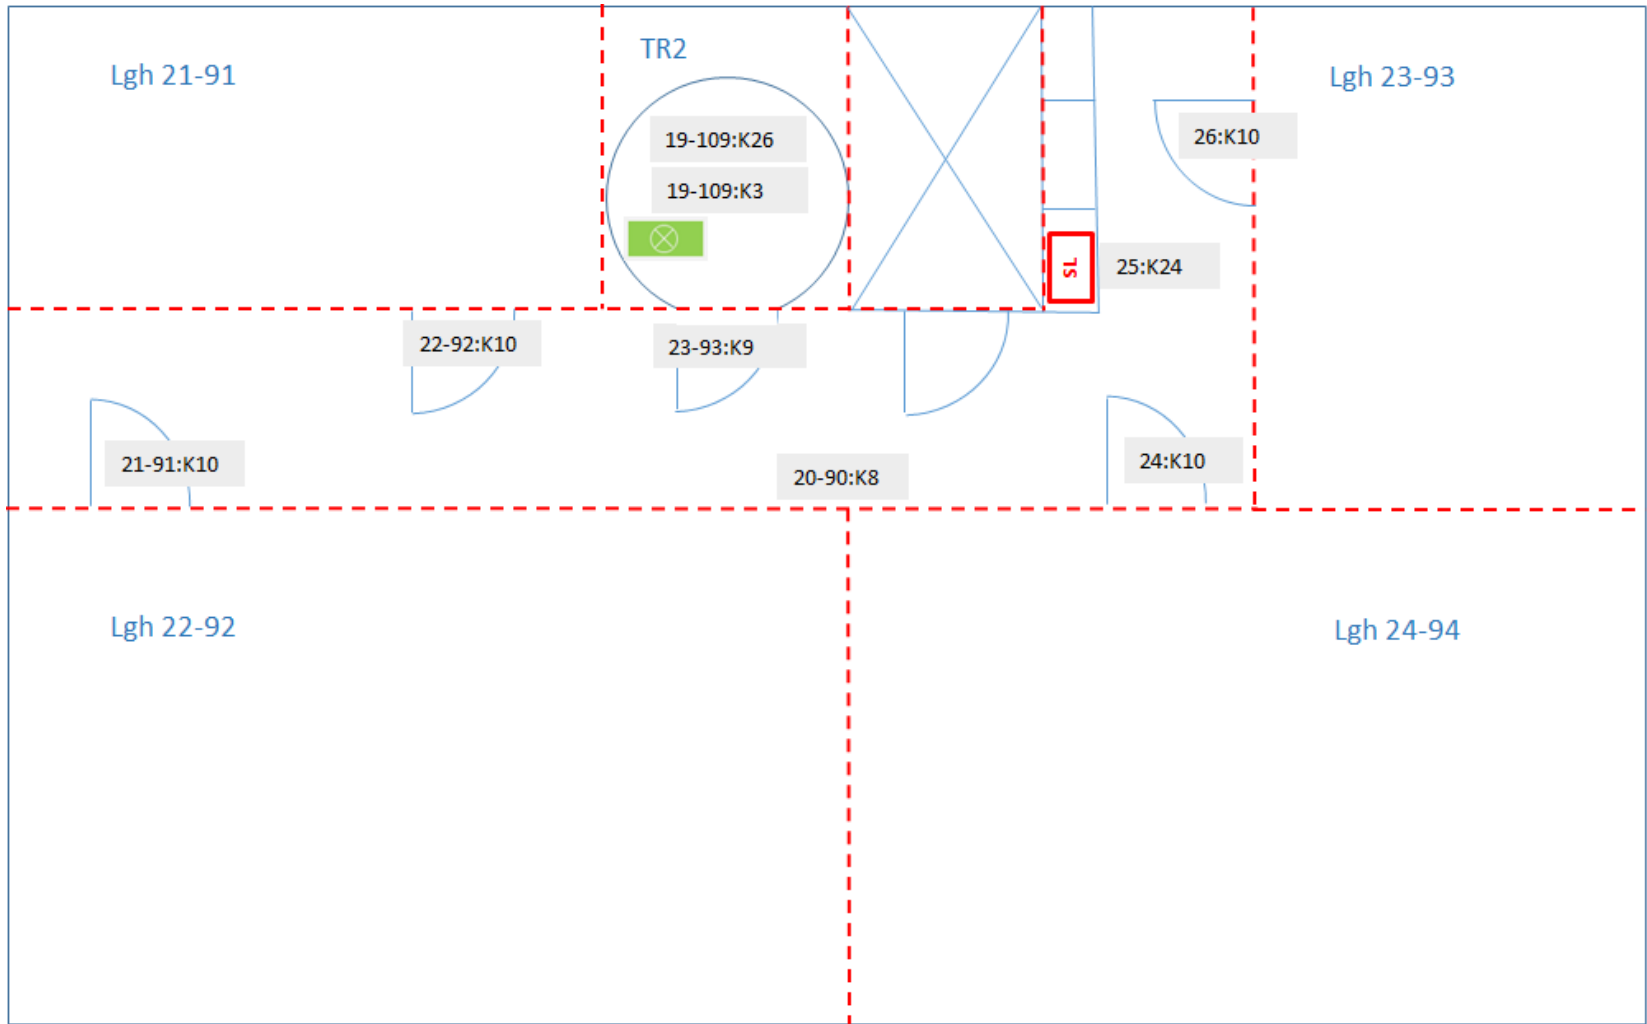 TR2
Lgh 21-91
Lgh 23-93
19-109:K26
26:K10
19-109:K3
SL
25:K24
22-92:K10
23-93:K9
21-91:K10
20-90:K8
24:K10
Lgh 22-92
Lgh 24-94